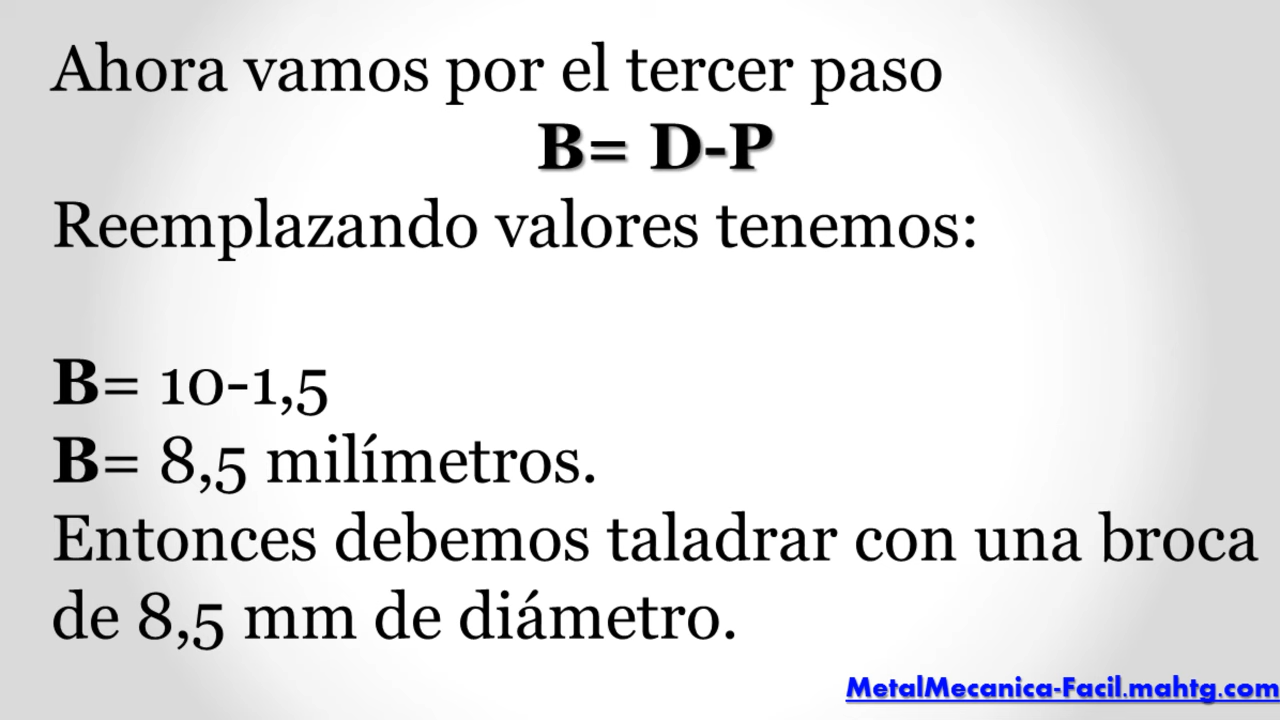 Ahora vamos por el tercer paso
B= D-P
Reemplazando valores tenemos:
B= 10-1,5
B= 8,5 milímetros.
Entonces debemos taladrar con una broca
de 8,5 mm de diámetro.
MetalMecanica-Facil.mahtg.com